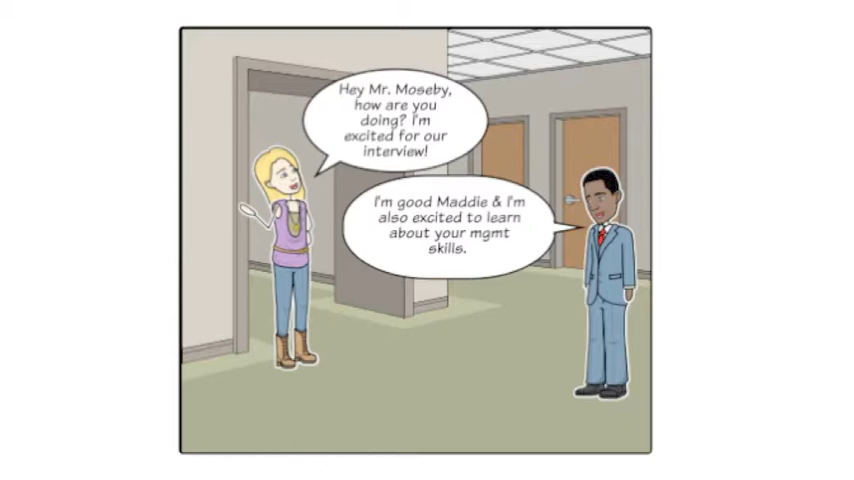 Hey Mr. Moseby,
how are you
doing? I'm
excited for our
interview!
I'm good Maddie & I'm
also excited to learn
about your mgmt
skills.